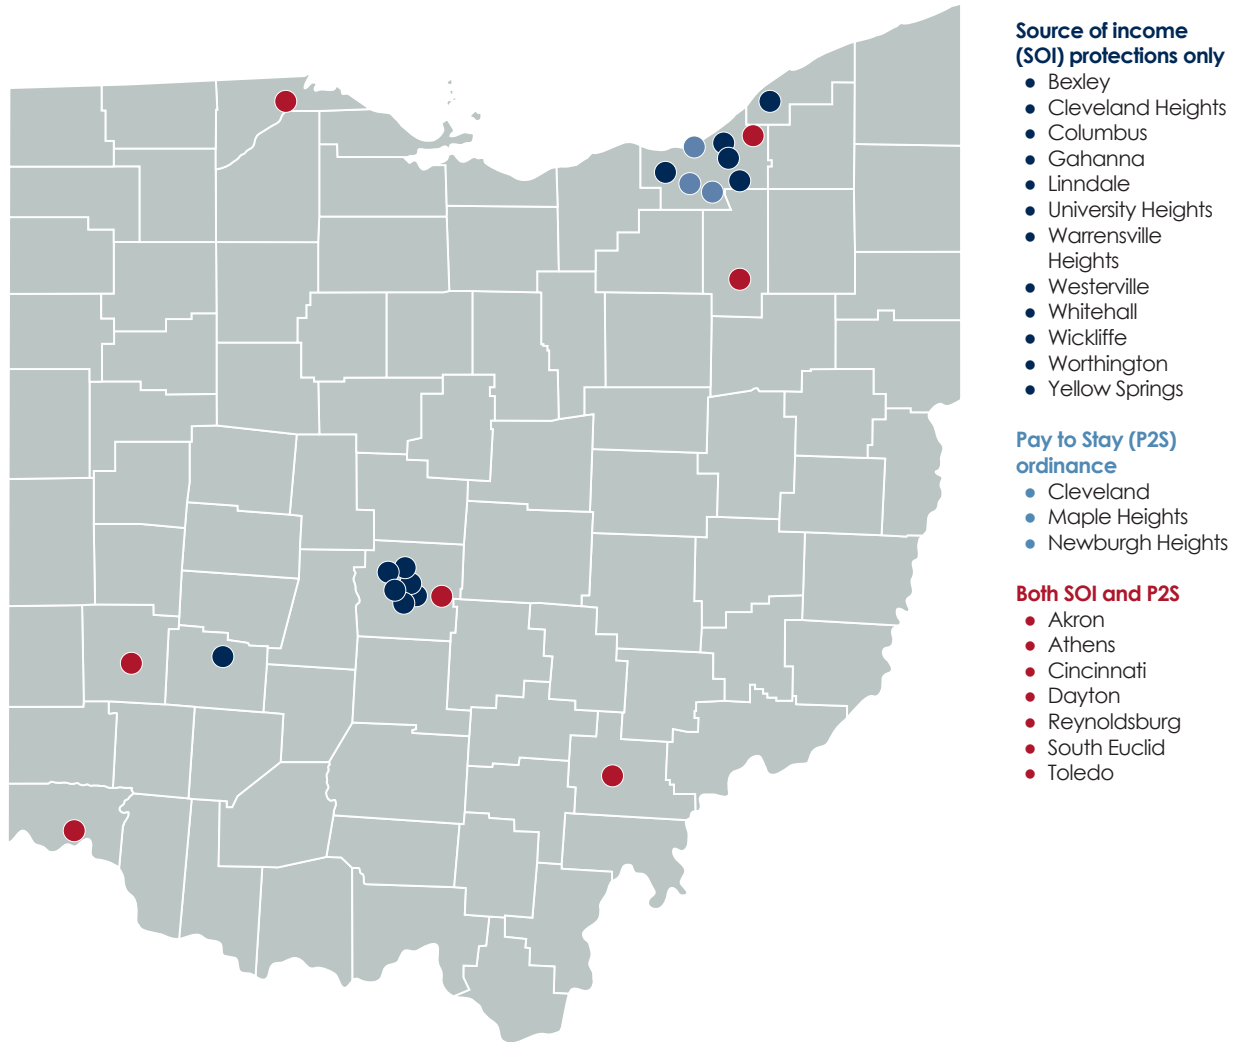 Source of income
(SOI) protections only
Bexley
Cleveland Heights
Columbus
Gahanna
Linndale
University Heights
Warrensville
Heights
Westerville
Whitehall
Wickliffe
Worthington
Yellow Springs
Pay to Stay (P2S)
ordinance
Cleveland
Maple Heights
Newburgh Heights
Both SOI and P2S
Akron
Athens
Cincinnati
Dayton
Reynoldsburg
South Euclid
Toledo